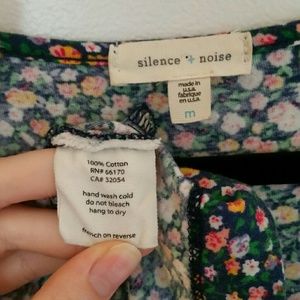 silence + noise
made in
u.s.a.
fabriqué
en u.s.a.
m
100% Cotton
RN# 66170
CA# 32054
hand wash cold
do not bleach
hang to dry
french on reverse